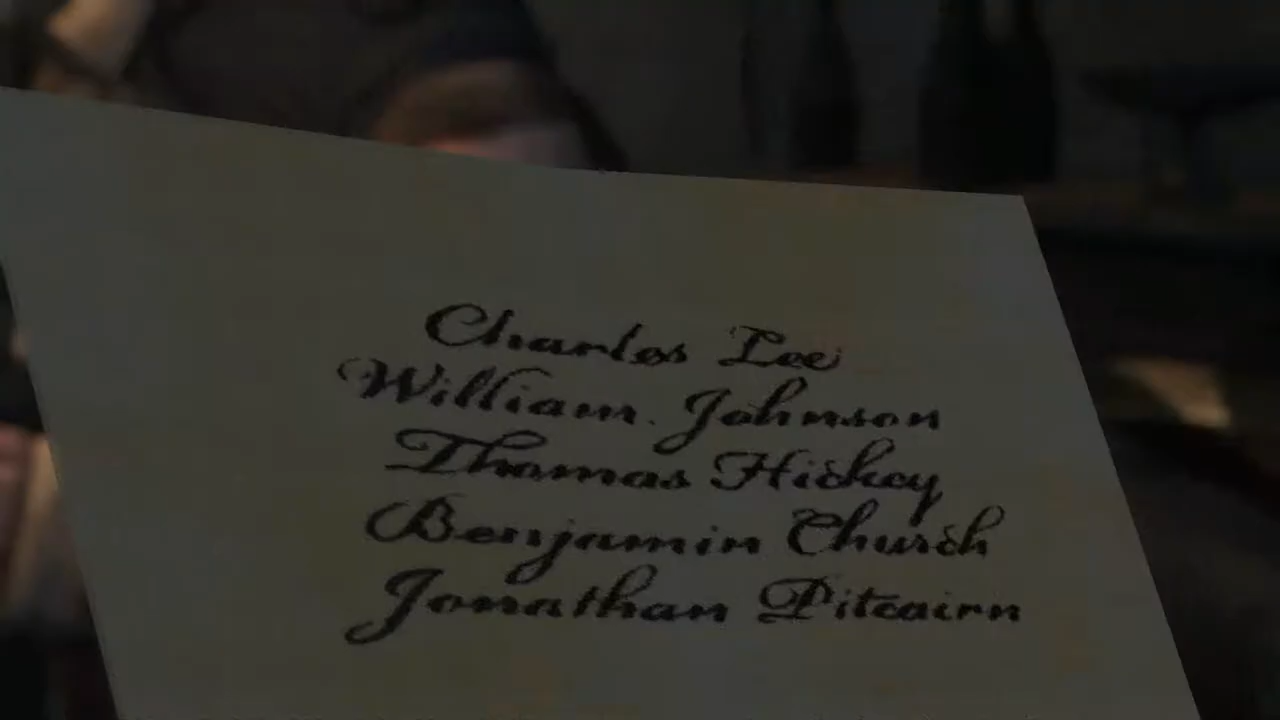 Charles Lee
William Johnson
Thomas Hickey
Benjamin Church
Jonathan Pitcairn